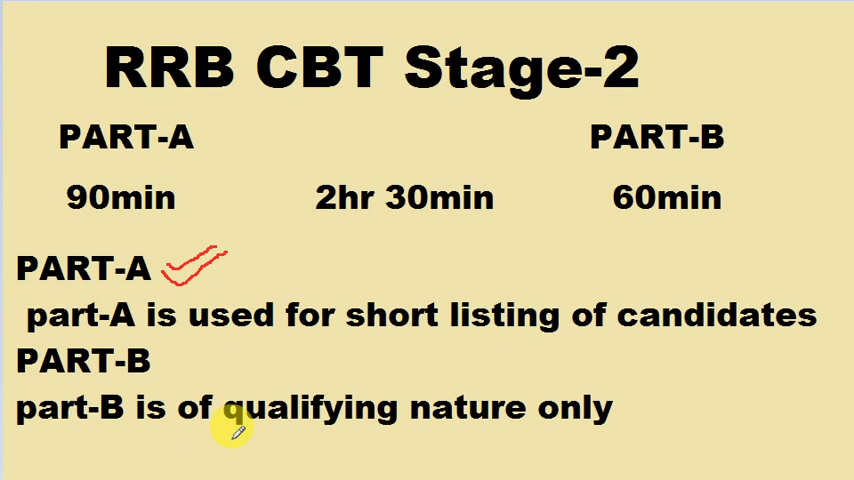 RRB CBT Stage-2
PART-A PART-B
90min 2hr 30min 60min
PART-A
part-A is used for short listing of candidates
PART-B
part-B is of qualifying nature only